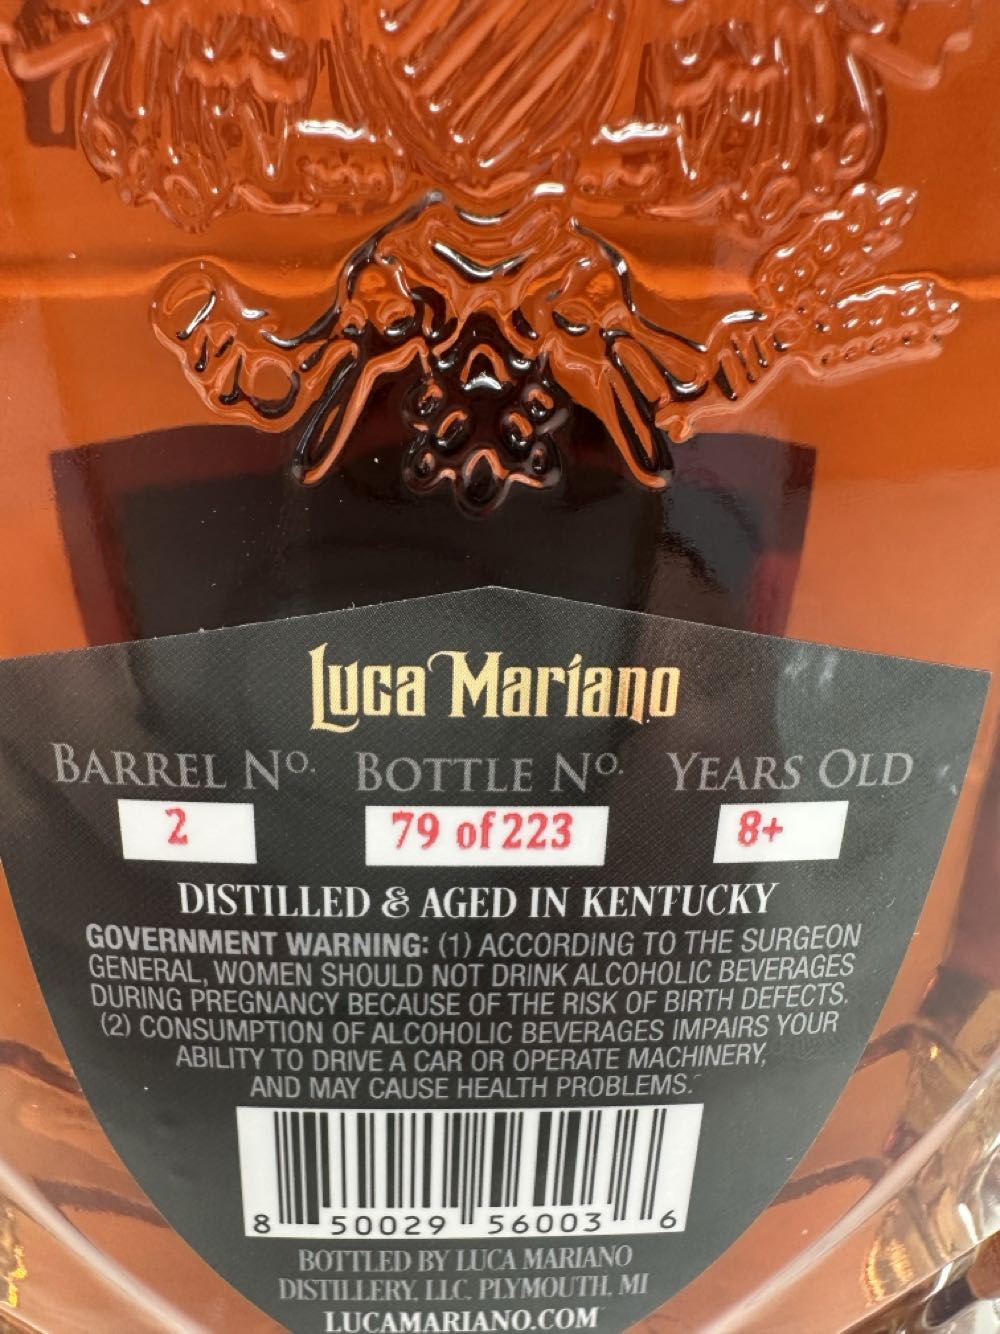 Luca Mariano
BARREL No. BOTTLE No. YEARS OLD
2 79 of 223 8+
DISTILLED & AGED IN KENTUCKY
GOVERNMENT WARNING: (1) ACCORDING TO THE SURGEON
GENERAL, WOMEN SHOULD NOT DRINK ALCOHOLIC BEVERAGES
DURING PREGNANCY BECAUSE OF THE RISK OF BIRTH DEFECTS.
(2) CONSUMPTION OF ALCOHOLIC BEVERAGES IMPAIRS YOUR
ABILITY TO DRIVE A CAR OR OPERATE MACHINERY,
AND MAY CAUSE HEALTH PROBLEMS.
8 50029 56003 6
BOTTLED BY LUCA MARIANO
DISTILLERY, LLC, PLYMOUTH, MI
LUCAMARIANO.COM